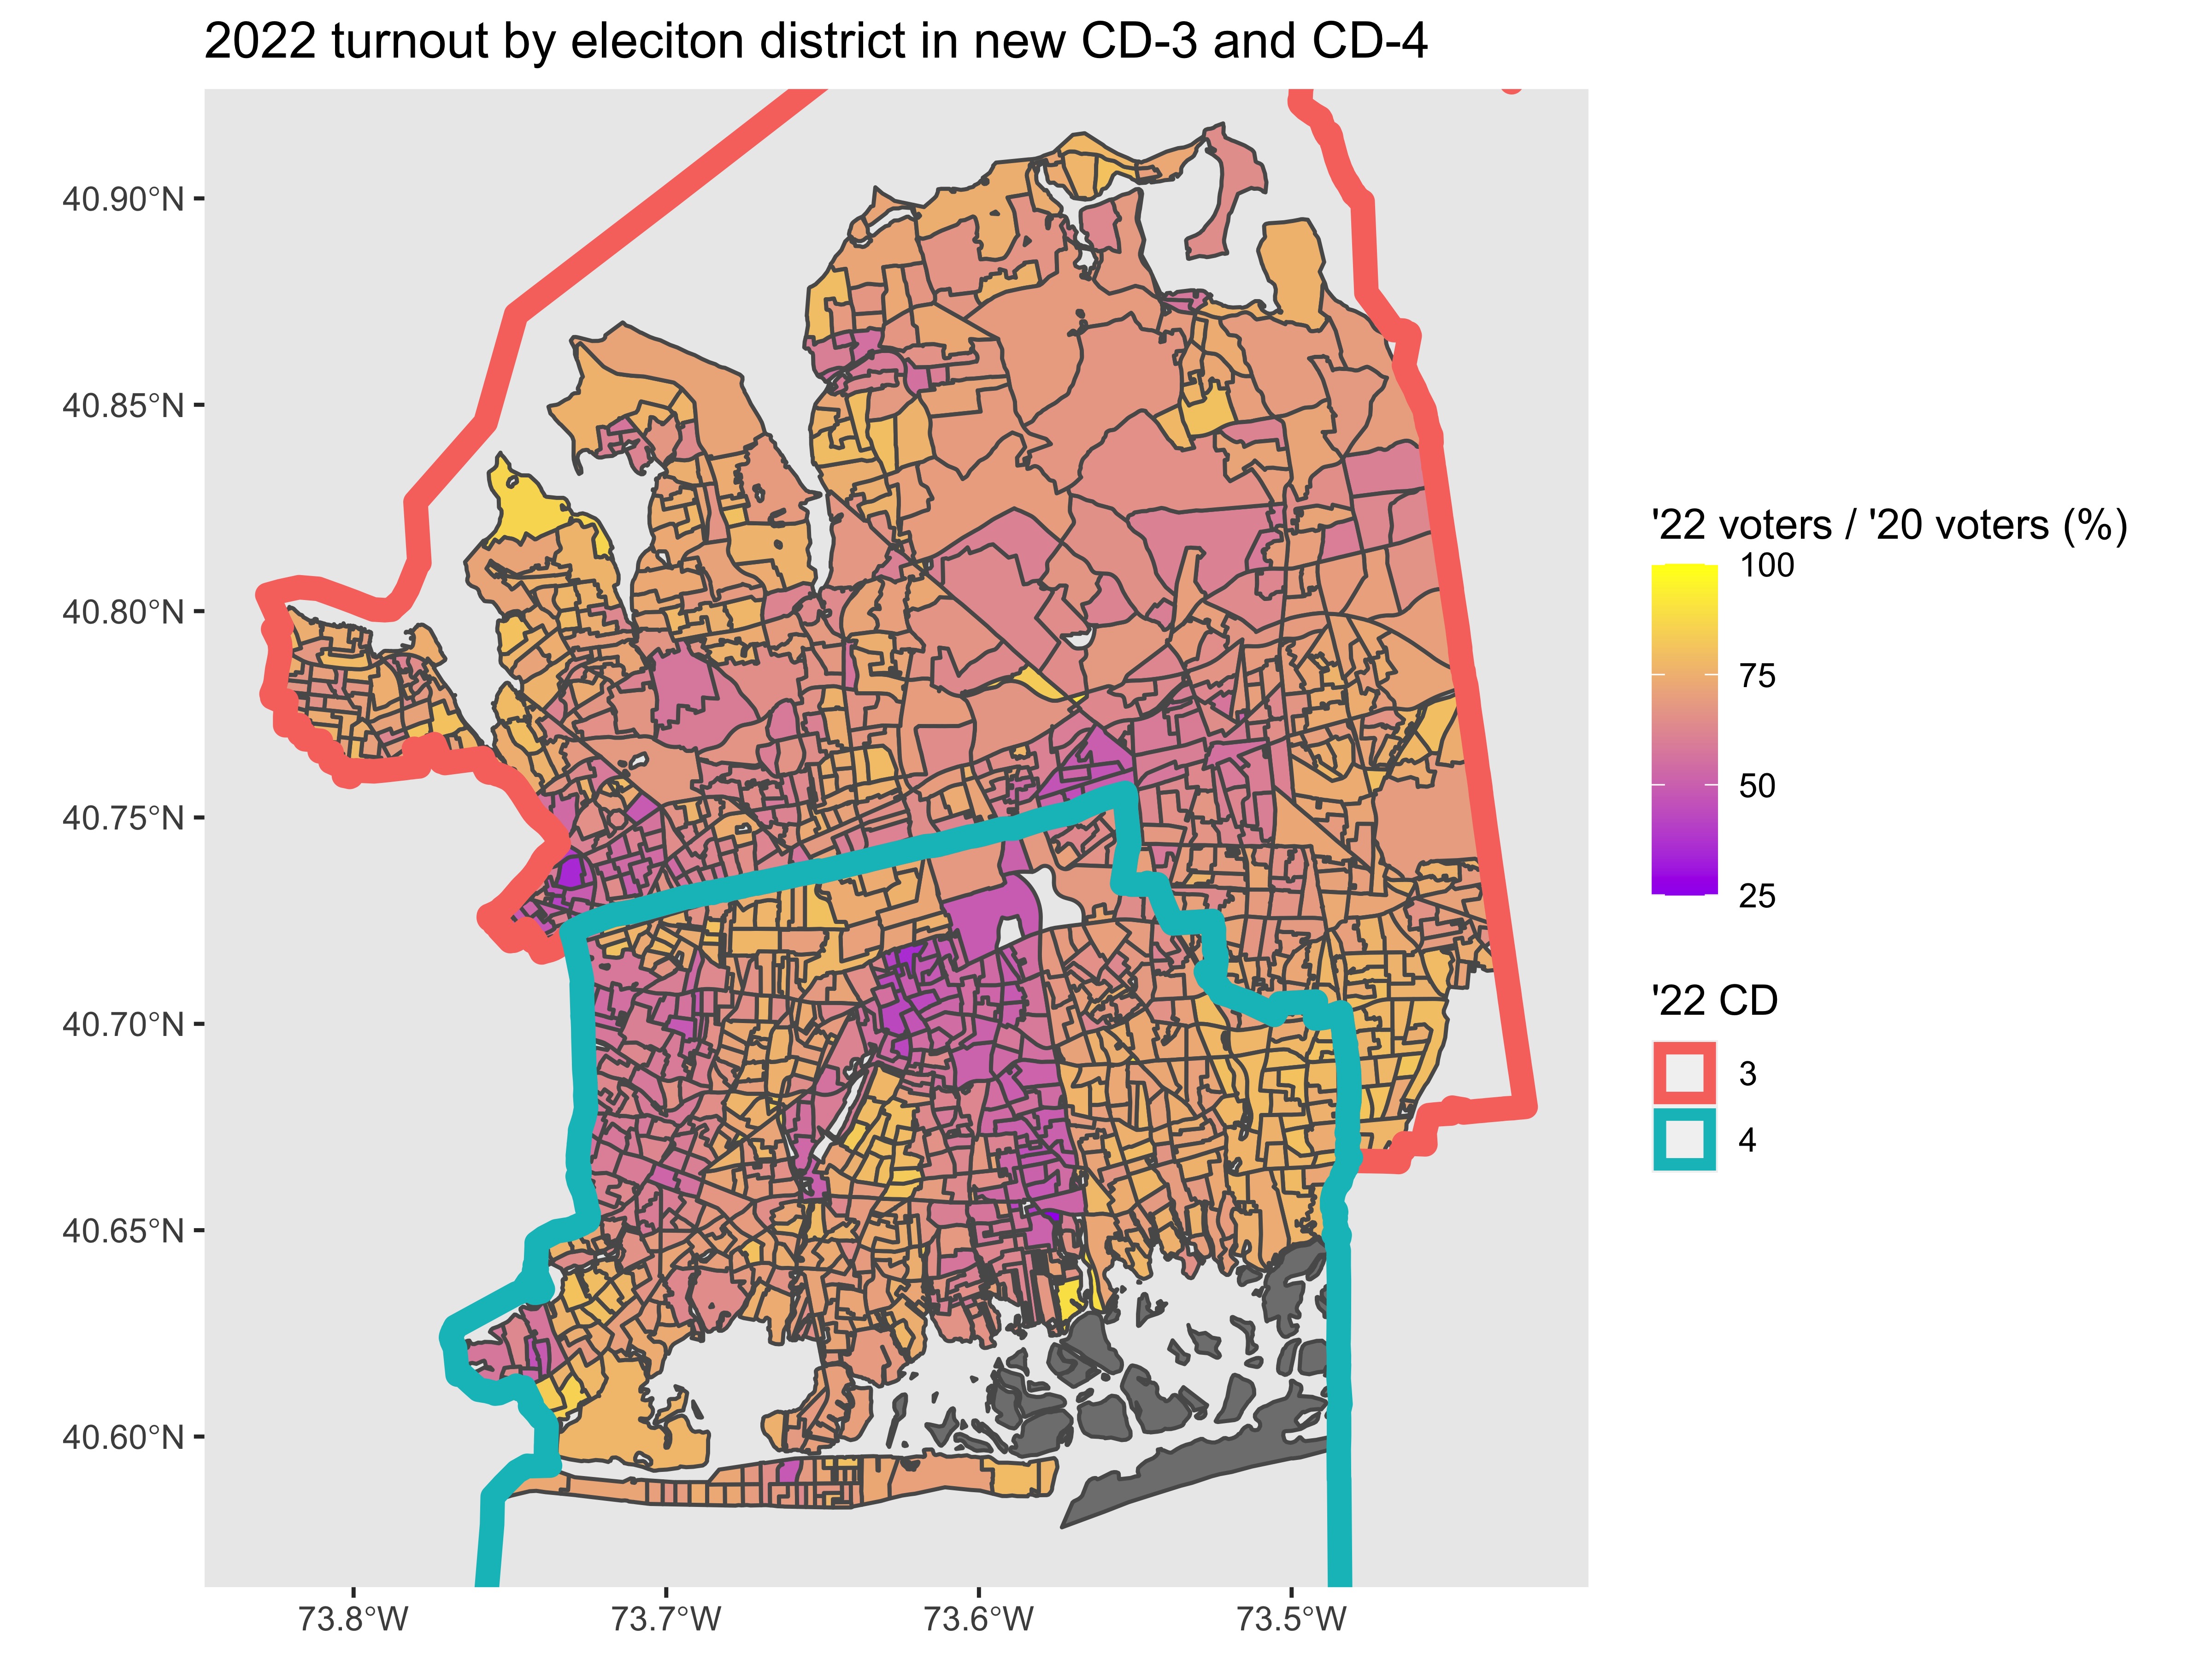 2022 turnout by eleciton district in new CD-3 and CD-4
40.90°N
40.85°N
40.80°N
40.75°N
40.70°N
40.65°N
40.60°N
73.8°W
73.7°W
73.6°W
73.5°W
'22 voters / '20 voters (%)
100
75
50
25
'22 CD
3
4